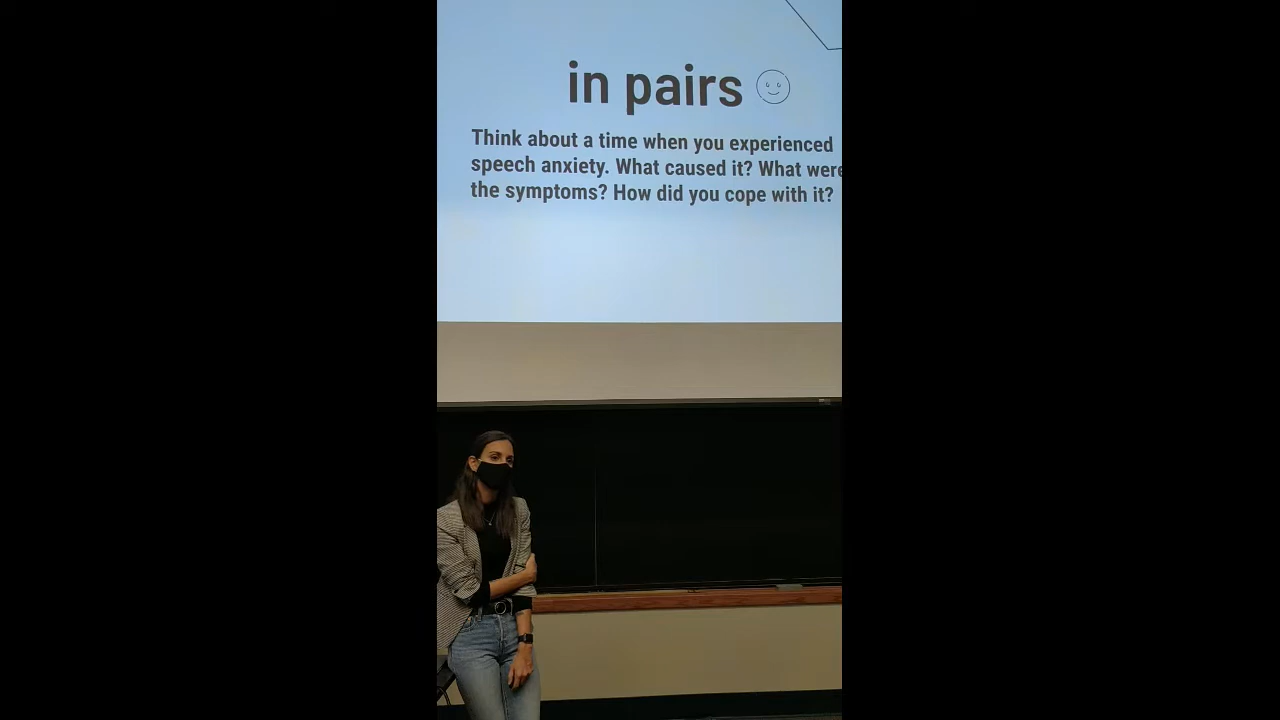 in pairs
Think about a time when you experienced
speech anxiety. What caused it? What were
the symptoms? How did you cope with it?